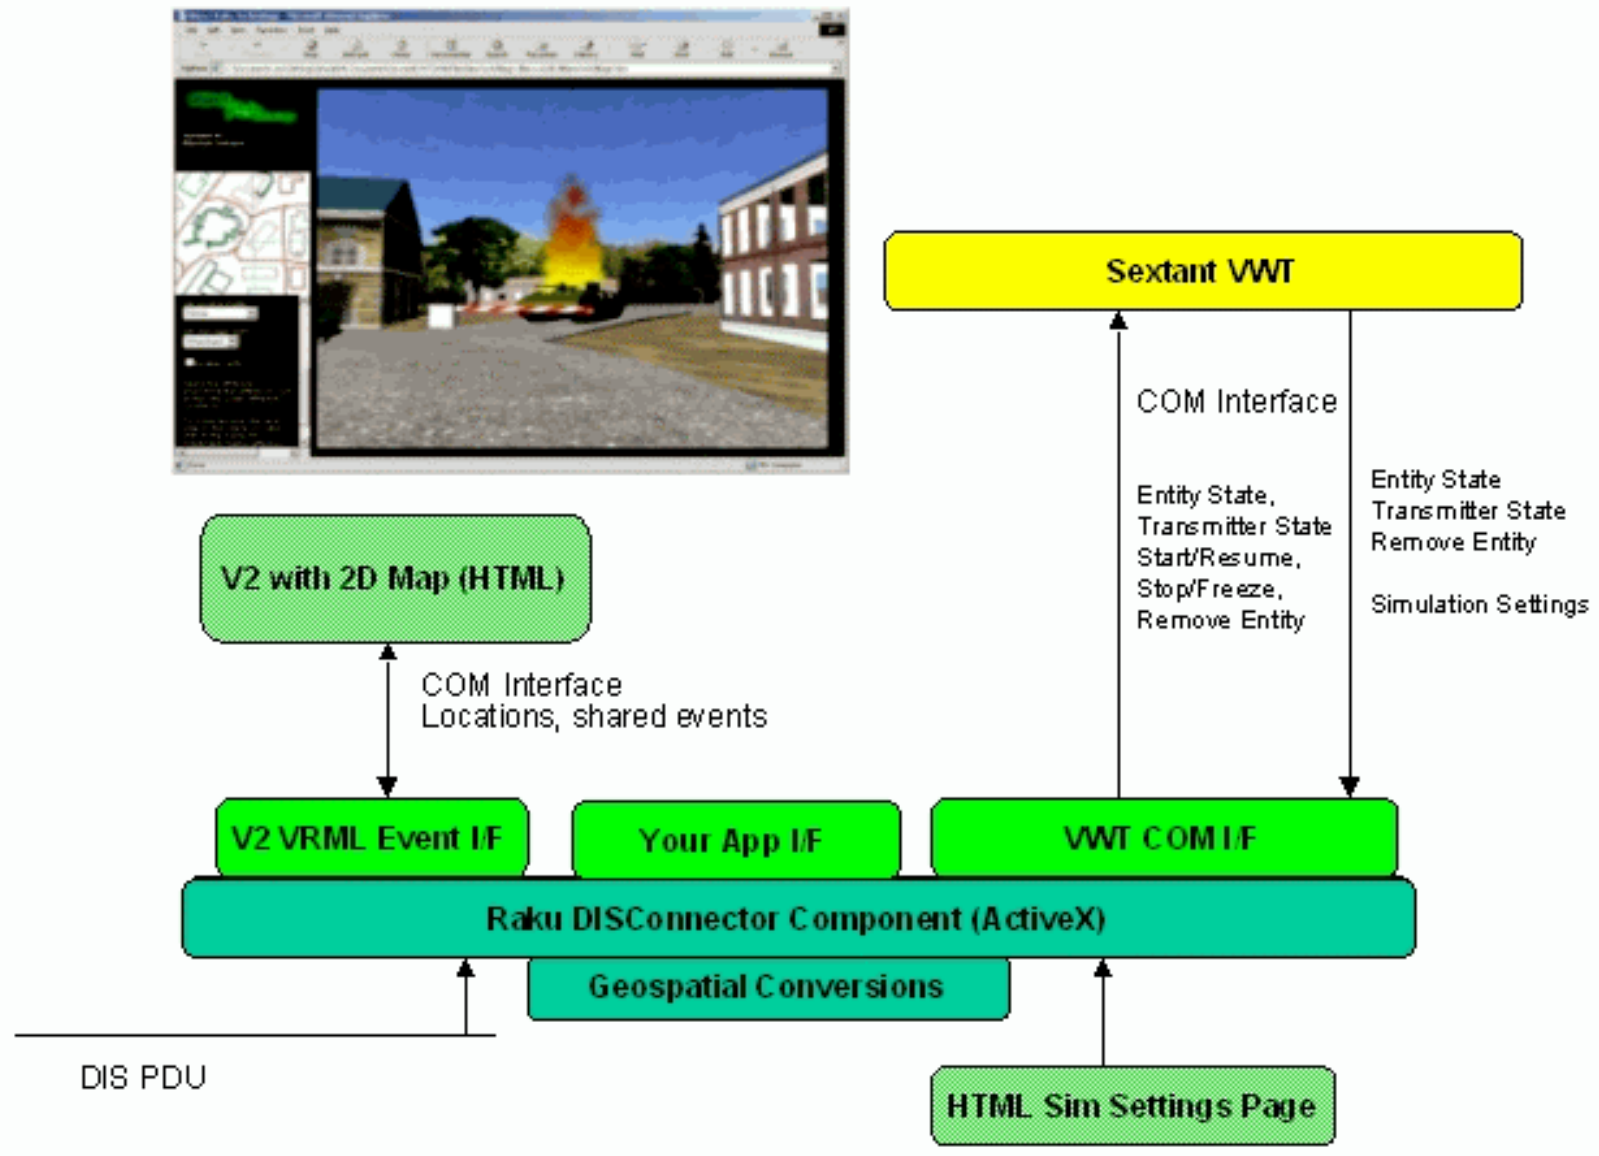 Sextant VWT
COM Interface
Entity State,
Transmitter State
Start/Resume,
Stop/Freeze,
Remove Entity
Entity State
Transmitter State
Remove Entity
Simulation Settings
V2 with 2D Map (HTML)
COM Interface
Locations, shared events
V2 VRML Event I/F
Your App I/F
VWT COM I/F
Raku DISConnector Component (ActiveX)
Geospatial Conversions
DIS PDU
HTML Sim Settings Page